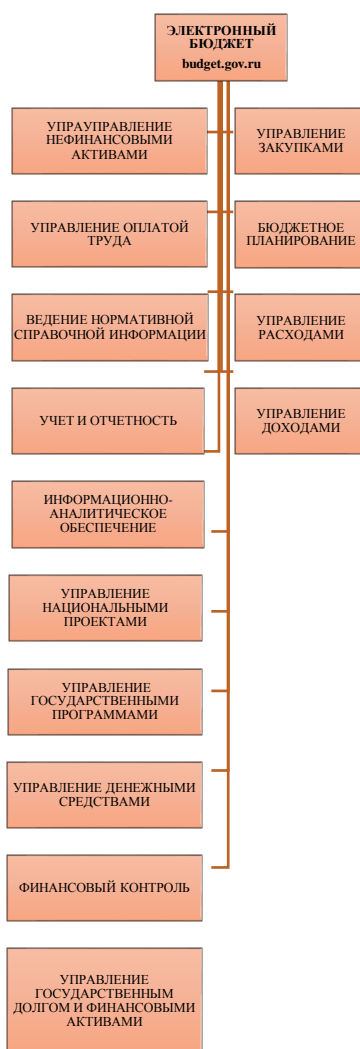 ЭЛЕКТРОННЫЙ
БЮДЖЕТ
budget.gov.ru
УПРАУПРАВЛЕНИЕ
НЕФИНАНСОВЫМИ
АКТИВАМИ
УПРАВЛЕНИЕ
ЗАКУПКАМИ
УПРАВЛЕНИЕ ОПЛАТОЙ
ТРУДА
БЮДЖЕТНОЕ
ПЛАНИРОВАНИЕ
ВЕДЕНИЕ НОРМАТИВНОЙ
СПРАВОЧНОЙ ИНФОРМАЦИИ
УПРАВЛЕНИЕ
РАСХОДАМИ
УЧЕТ И ОТЧЕТНОСТЬ
УПРАВЛЕНИЕ
ДОХОДАМИ
ИНФОРМАЦИОННО-
АНАЛИТИЧЕСКОЕ
ОБЕСПЕЧЕНИЕ
УПРАВЛЕНИЕ
НАЦИОНАЛЬНЫМИ
ПРОЕКТАМИ
УПРАВЛЕНИЕ
ГОСУДАРСТВЕННЫМИ
ПРОГРАММАМИ
УПРАВЛЕНИЕ ДЕНЕЖНЫМИ
СРЕДСТВАМИ
ФИНАНСОВЫЙ КОНТРОЛЬ
УПРАВЛЕНИЕ
ГОСУДАРСТВЕННЫМ
ДОЛГОМ И ФИНАНСОВЫМИ
АКТИВАМИ